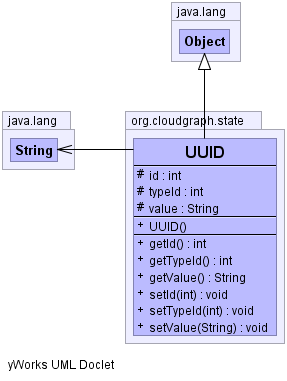 java.lang
Object
java.lang
String
org.cloudgraph.state
UUID
# id : int
# typeId : int
# value : String
+ UUID()
+ getId() : int
+ getTypeId() : int
+ getValue() : String
+ setId(int) : void
+ setTypeId(int) : void
+ setValue(String) : void
yWorks UML Doclet